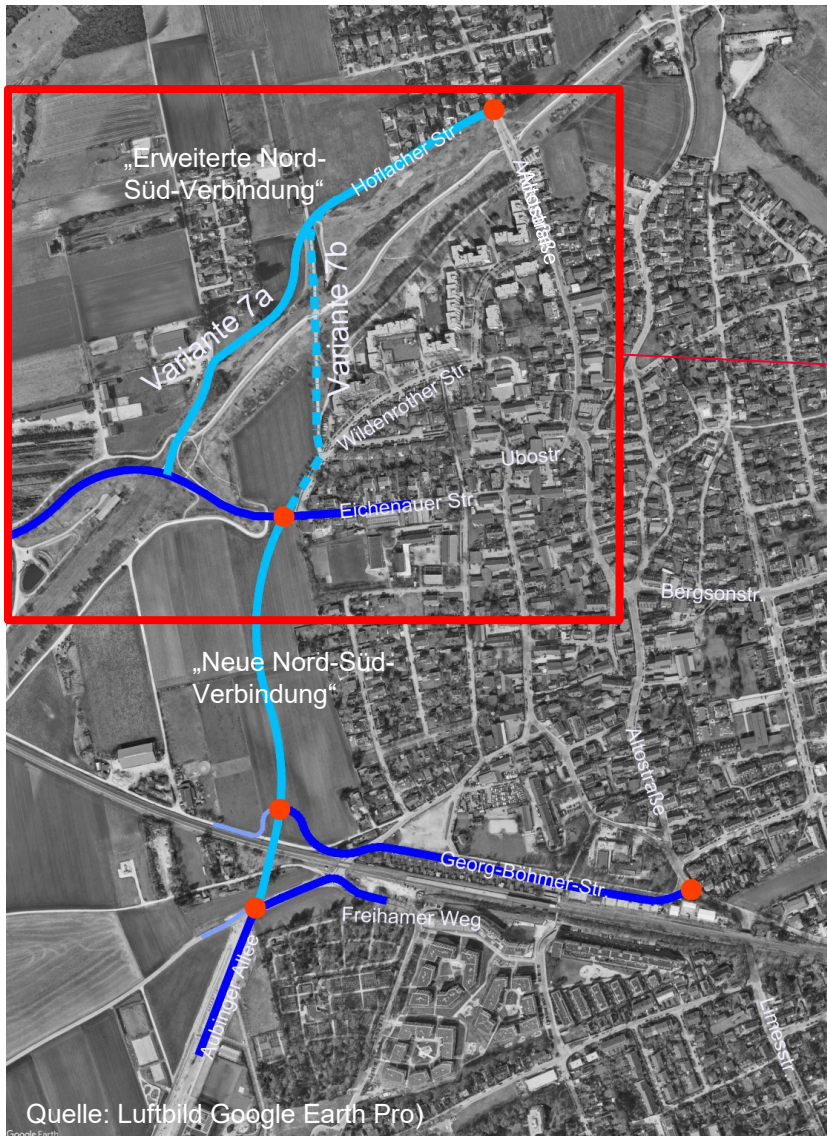 „Erweiterte Nord-
Süd-Verbindung“
Hoflacher Str.
Altostraße
Variante 7a
Variante 7b
Wildenrother Str.
Ubostr.
Eichenauer Str.
Bergsonstr.
„Neue Nord-Süd-
Verbindung“
Altostraße
Georg-Böhmer-Str.
Freihamer Weg
Aubinger Allee
Limesstr.
Quelle: Luftbild Google Earth Pro)
Google Earth